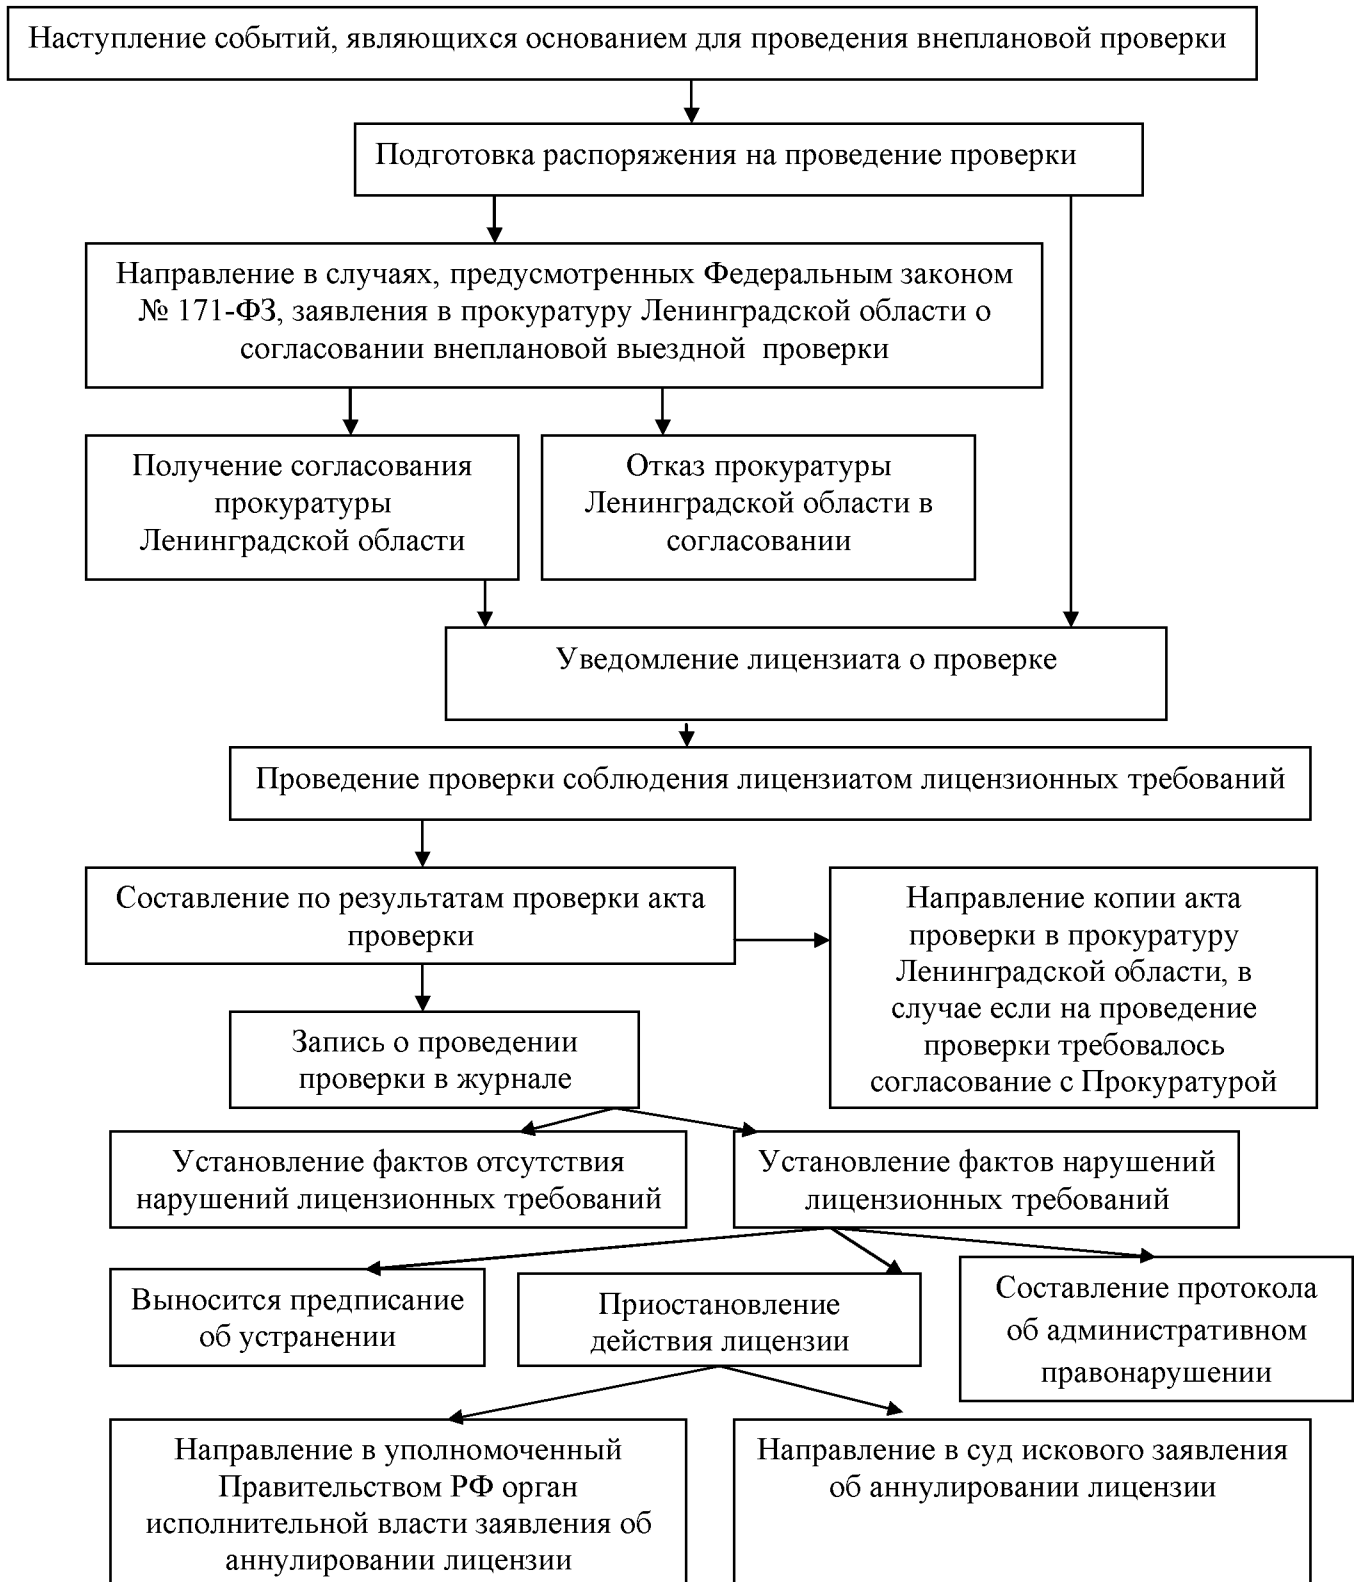 Наступление событий, являющихся основанием для проведения внеплановой проверки
Подготовка распоряжения на проведение проверки
Направление в случаях, предусмотренных Федеральным законом
№ 171-ФЗ, заявления в прокуратуру Ленинградской области о
согласовании внеплановой выездной проверки
Получение согласования
прокуратуры
Ленинградской области
Отказ прокуратуры
Ленинградской области в
согласовании
Уведомление лицензиата о проверке
Проведение проверки соблюдения лицензиатом лицензионных требований
Составление по результатам проверки акта
проверки
Направление копии акта
проверки в прокуратуру
Ленинградской области, в
случае если на проведение
проверки требовалось
согласование с Прокуратурой
Запись о проведении
проверки в журнале
Установление фактов отсутствия
нарушений лицензионных требований
Установление фактов нарушений
лицензионных требований
Выносится предписание
об устранении
Приостановление
действия лицензии
Составление протокола
об административном
правонарушении
Направление в уполномоченный
Правительством РФ орган
исполнительной власти заявления об
аннулировании лицензии
Направление в суд искового заявления
об аннулировании лицензии